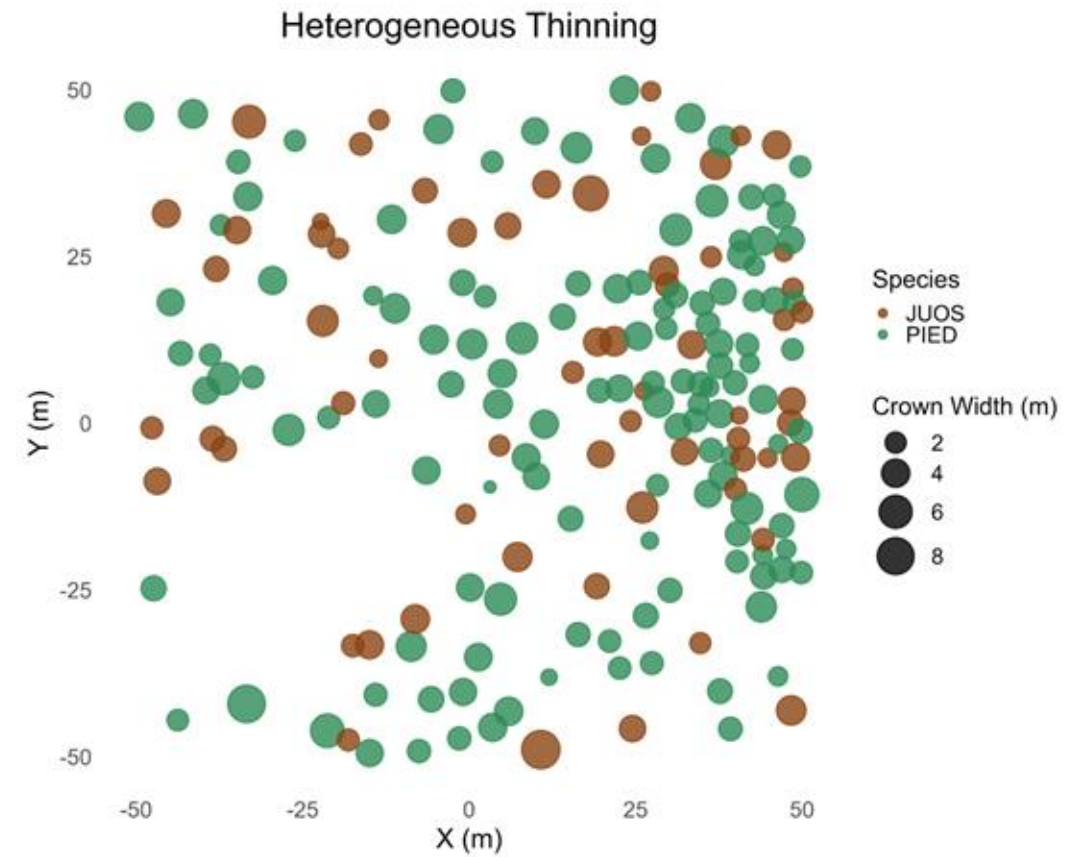 Heterogeneous Thinning
50
25
0
-25
-50
Y (m)
-50 -25 0 25 50
X (m)
Species
JUOS
PIED
Crown Width (m)
2
4
6
8